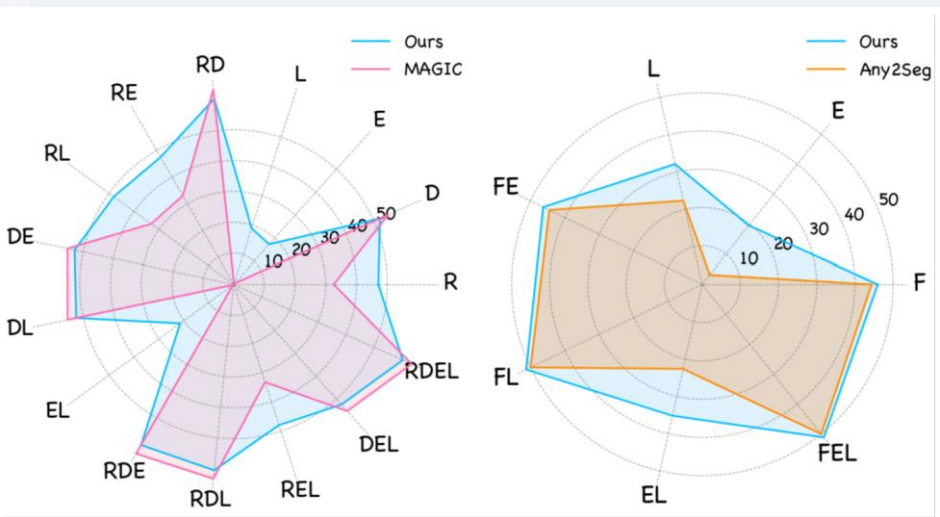 Ours
MAGIC
RD
L
RE
E
RL
D
50
40
30
20
10
DE
R
DL
RDEL
EL
DEL
RDE
REL
RDL
Ours
Any2Seg
L
E
FE
50
40
30
20
10
F
FL
FEL
EL